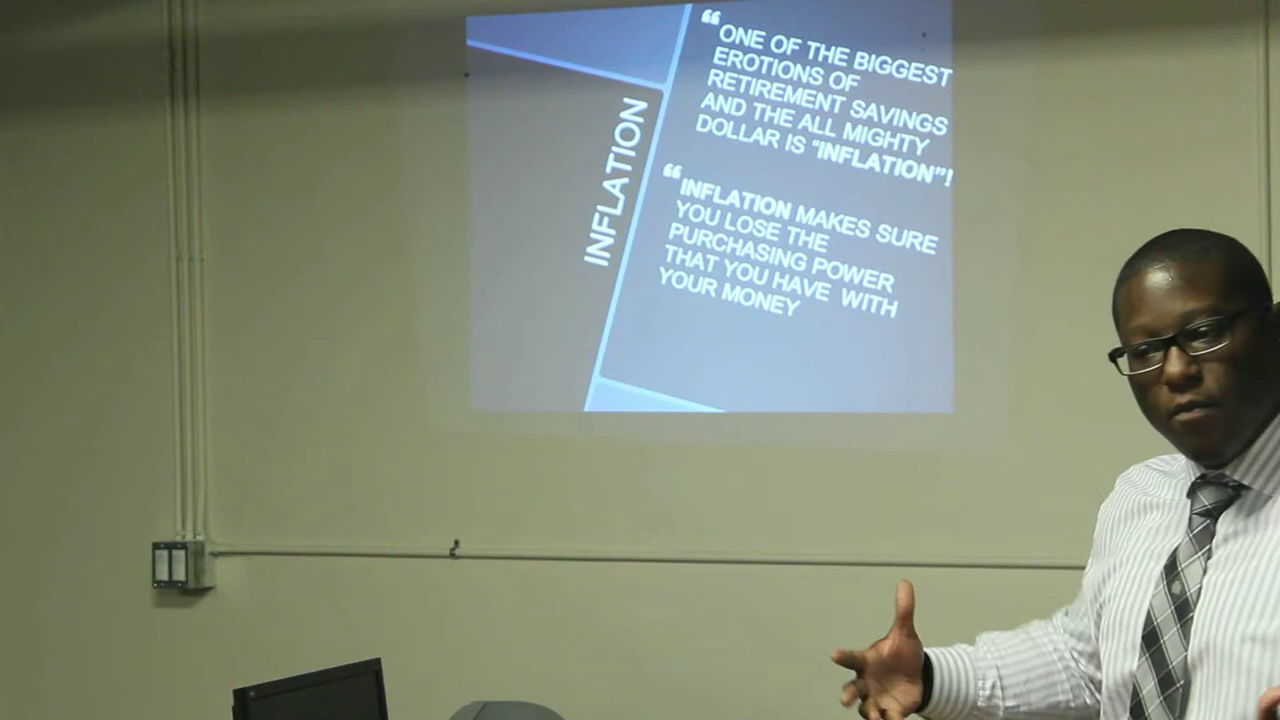 INFLATION
“ONE OF THE BIGGEST
EROTIONS OF
RETIREMENT SAVINGS
AND THE ALL MIGHTY
DOLLAR IS “INFLATION”!
“INFLATION MAKES SURE
YOU LOSE THE
PURCHASING POWER
THAT YOU HAVE WITH
YOUR MONEY